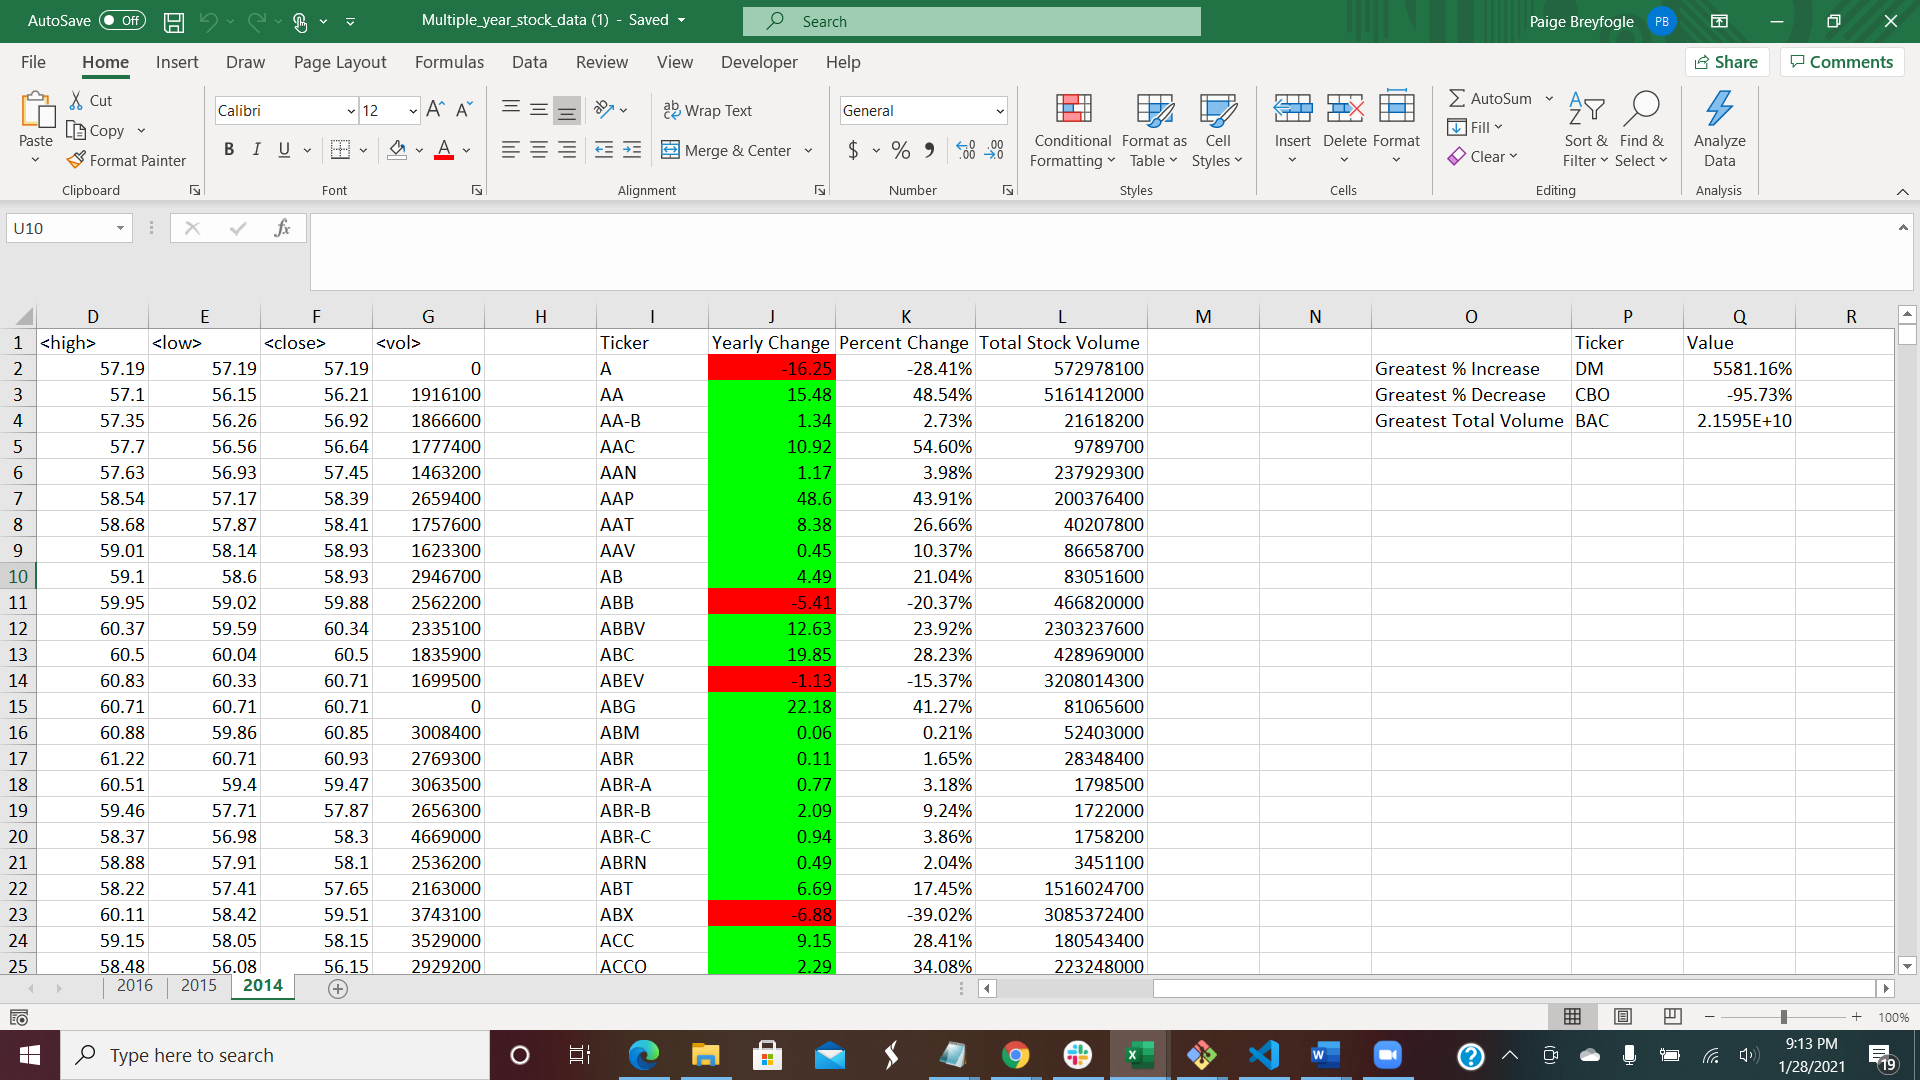 AutoSave Off Multiple_year_stock_data (1) - Saved Search Paige Breyfogle PB
File Home Insert Draw Page Layout Formulas Data Review View Developer Help Share Comments
Paste Cut Copy Format Painter Clipboard
Calibri 12 B I U Font
ab Wrap Text Merge & Center Alignment
General $ % Number
Conditional Formatting Format as Table Cell Styles Styles
Insert Delete Format Cells
AutoSum Fill Clear Sort & Filter Find & Select Editing
Analyze Data Analysis
U10 fx
D E F G H I J K L M N O P Q R
1 <high> <low> <close> <vol> Ticker Yearly Change Percent Change Total Stock Volume Ticker Value
2 57.19 57.19 57.19 0 A -16.25 -28.41% 572978100 Greatest % Increase DM 5581.16%
3 57.1 56.15 56.21 1916100 AA 15.48 48.54% 5161412000 Greatest % Decrease CBO -95.73%
4 57.35 56.26 56.92 1866600 AA-B 1.34 2.73% 21618200 Greatest Total Volume BAC 2.1595E+10
5 57.7 56.56 56.64 1777400 AAC 10.92 54.60% 9789700
6 57.63 56.93 57.45 1463200 AAN 1.17 3.98% 237929300
7 58.54 57.17 58.39 2659400 AAP 48.6 43.91% 200376400
8 58.68 57.87 58.41 1757600 AAT 8.38 26.66% 40207800
9 59.01 58.14 58.93 1623300 AAV 0.45 10.37% 86658700
10 59.1 58.6 58.93 2946700 AB 4.49 21.04% 83051600
11 59.95 59.02 59.88 2562200 ABB -5.41 -20.37% 466820000
12 60.37 59.59 60.34 2335100 ABBV 12.63 23.92% 2303237600
13 60.5 60.04 60.5 1835900 ABC 19.85 28.23% 428969000
14 60.83 60.33 60.71 1699500 ABEV -1.13 -15.37% 3208014300
15 60.71 60.71 60.71 0 ABG 22.18 41.27% 81065600
16 60.88 59.86 60.85 3008400 ABM 0.06 0.21% 52403000
17 61.22 60.71 60.93 2769300 ABR 0.11 1.65% 28348400
18 60.51 59.4 59.47 3063500 ABR-A 0.77 3.18% 1798500
19 59.46 57.71 57.87 2656300 ABR-B 2.09 9.24% 1722000
20 58.37 56.98 58.3 4669000 ABR-C 0.94 3.86% 1758200
21 58.88 57.91 58.1 2536200 ABRN 0.49 2.04% 3451100
22 58.22 57.41 57.65 2163000 ABT 6.69 17.45% 1516024700
23 60.11 58.42 59.51 3743100 ABX -6.88 -39.02% 3085372400
24 59.15 58.05 58.15 3529000 ACC 9.15 28.41% 180543400
25 58.48 56.08 56.15 2929200 ACCO 2.29 34.08% 223248000
2016 2015 2014
100%
Type here to search 9:13 PM
1/28/2021 19